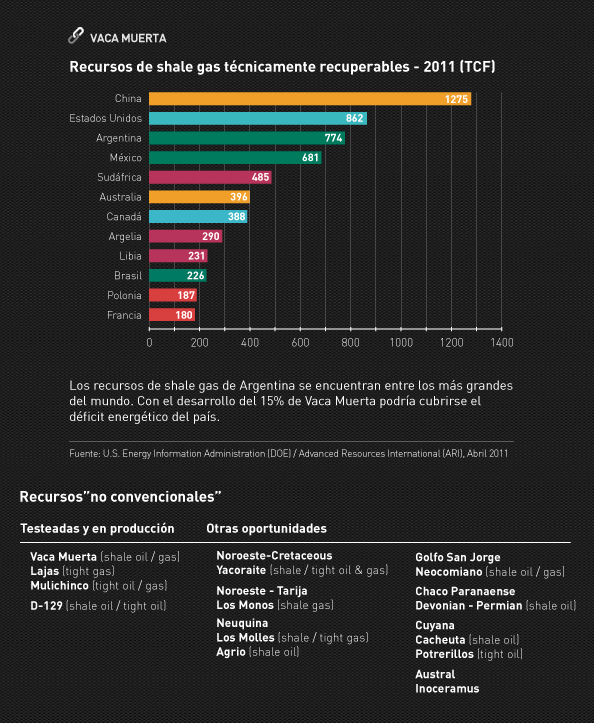 VACA MUERTA
Recursos de shale gas técnicamente recuperables - 2011 (TCF)
China 1275
Estados Unidos 862
Argentina 774
México 681
Sudáfrica 485
Australia 396
Canadá 388
Argelia 290
Libia 231
Brasil 226
Polonia 187
Francia 180
0 200 400 600 800 1000 1200 1400
Los recursos de shale gas de Argentina se encuentran entre los más grandes
del mundo. Con el desarrollo del 15% de Vaca Muerta podría cubrirse el
déficit energético del país.
Fuente: U.S. Energy Information Administration (DOE) / Advanced Resources International (ARI), Abril 2011
Recursos"no convencionales"
Testeadas y en producción
Vaca Muerta (shale oil / gas)
Lajas (tight gas)
Mulichinco (tight oil / gas)
D-129 (shale oil / tight oil)
Otras oportunidades
Noroeste-Cretaceous
Yacoraite (shale / tight oil & gas)
Noroeste - Tarija
Los Monos (shale gas)
Neuquina
Los Molles (shale / tight gas)
Agrio (shale oil)
Golfo San Jorge
Neocomiano (shale oil / gas)
Chaco Paranaense
Devonian - Permian (shale oil)
Cuyana
Cacheuta (shale oil)
Potrerillos (tight oil)
Austral
Inoceramus